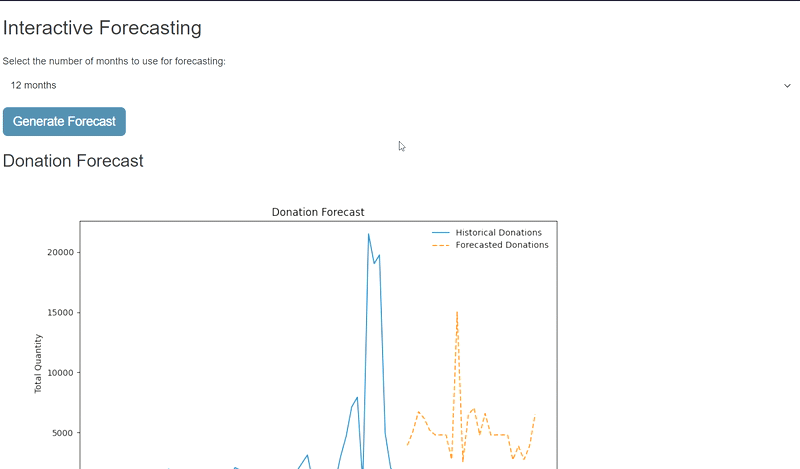 Interactive Forecasting
Select the number of months to use for forecasting:
12 months
Generate Forecast
Donation Forecast
Donation Forecast
Historical Donations
Forecasted Donations
20000
15000
10000
5000
Total Quantity